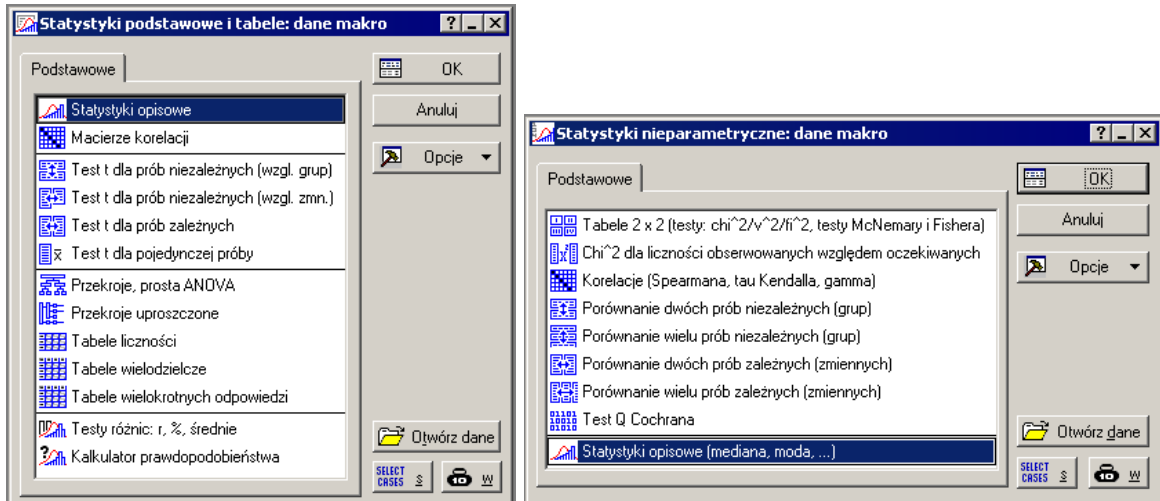 Statystyki podstawowe i tabele: dane makro
Podstawowe
OK
Statystyki opisowe
Anuluj
Macierze korelacji
Opcje
Test t dla prób niezależnych (wzgl. grup)
Test t dla prób niezależnych (wzgl. zmn.)
Test t dla prób zależnych
Test t dla pojedynczej próby
Przekroje, prosta ANOVA
Przekroje uproszczone
Tabele liczności
Tabele wielodzielcze
Tabele wielokrotnych odpowiedzi
Testy różnic: r, %, średnie
Kalkulator prawdopodobieństwa
Otwórz dane
SELECT CASES S
W
Statystyki nieparametryczne: dane makro
Podstawowe
OK
Anuluj
Opcje
Tabele 2 x 2 (testy: chi^2/v^2/fi^2, testy McNemary i Fishera)
Chi^2 dla liczności obserwowanych względem oczekiwanych
Korelacje (Spearmana, tau Kendalla, gamma)
Porównanie dwóch prób niezależnych (grup)
Porównanie wielu prób niezależnych (grup)
Porównanie dwóch prób zależnych (zmiennych)
Porównanie wielu prób zależnych (zmiennych)
Test Q Cochrana
Statystyki opisowe (mediana, moda, ...)
Otwórz dane
SELECT CASES S
W